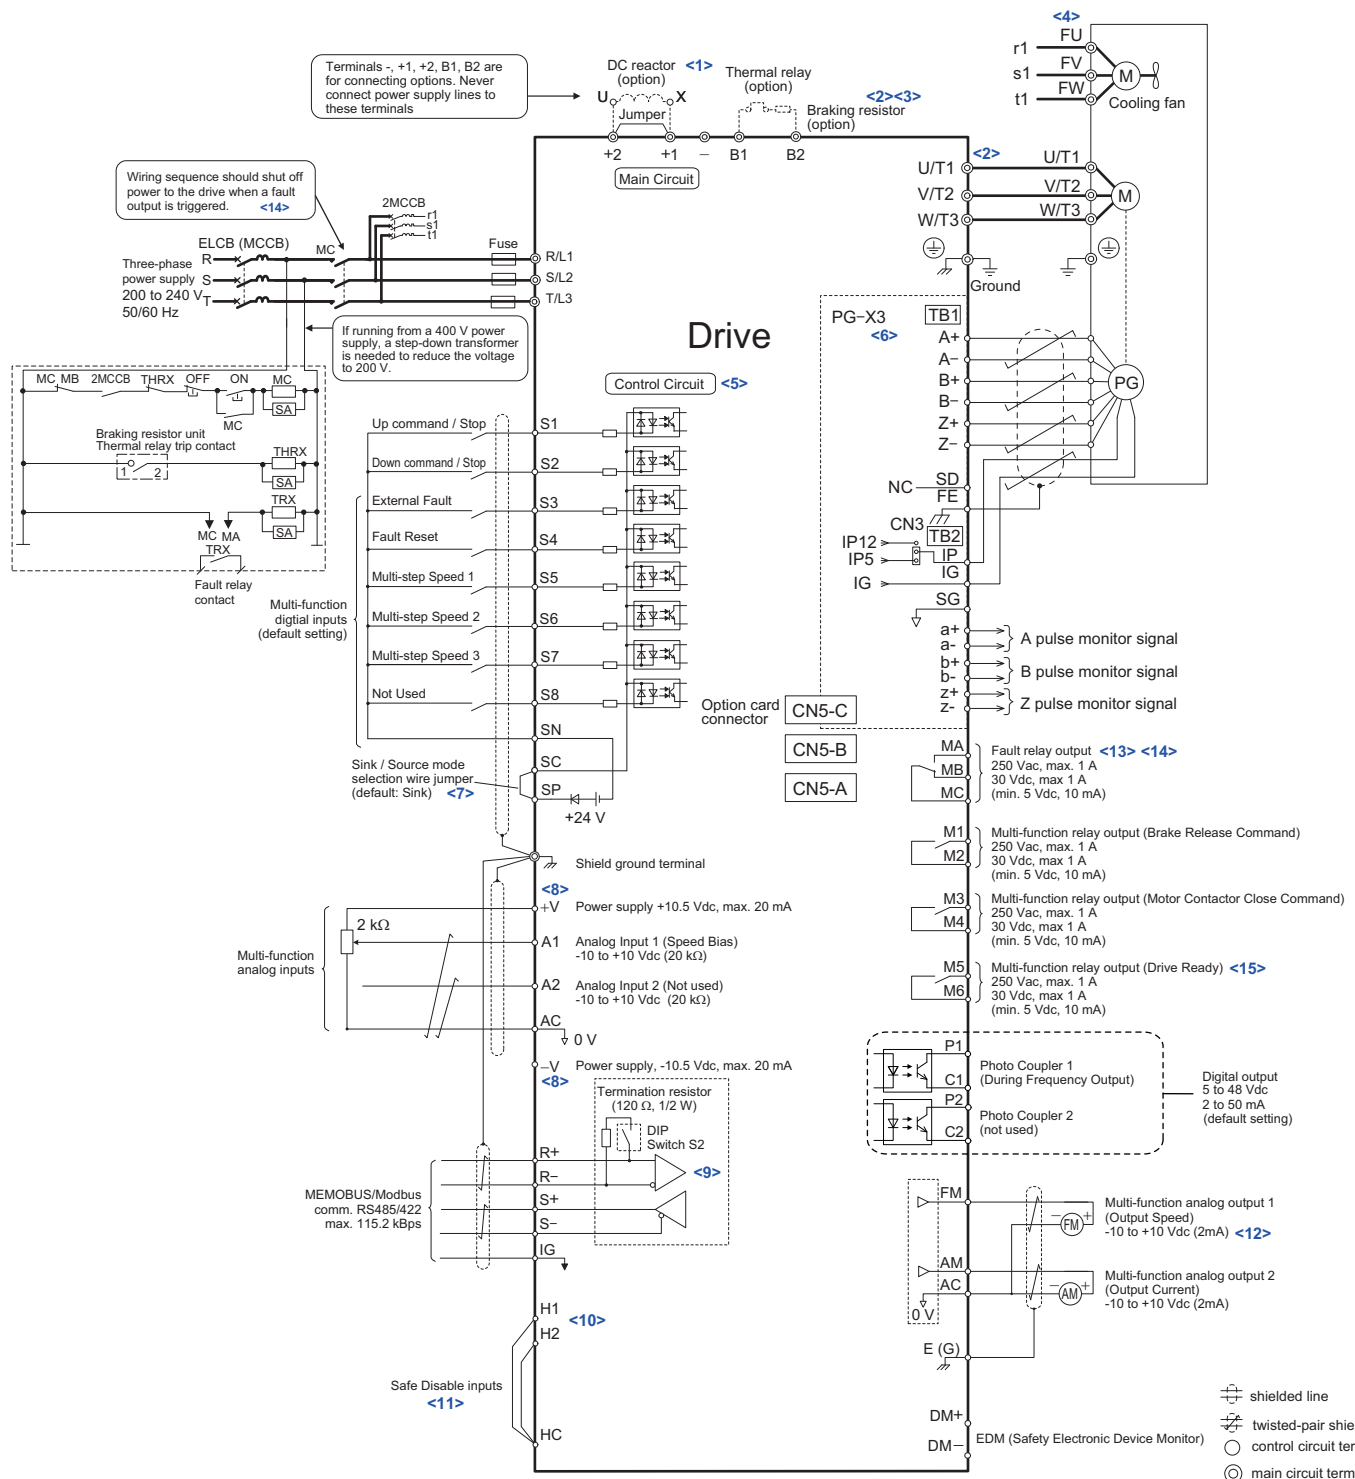 <4>
FU
r1
FV
s1
M
FW
t1
Cooling fan
Terminals -, +1, +2, B1, B2 are
for connecting options. Never
connect power supply lines to
these terminals
DC reactor
(option)
<1>
U
X
Jumper
+2
+1
−
B1
B2
Main Circuit
Thermal relay
(option)
<2><3>
Braking resistor
(option)
U/T1
<2>
U/T1
V/T2
V/T2
M
W/T3
W/T3
Ground
Wiring sequence should shut off
power to the drive when a fault
output is triggered.
<14>
2MCCB
r1
s1
t1
ELCB (MCCB)
MC
Fuse
Three-phase
power supply
200 to 240 V
50/60 Hz
R
S
T
R/L1
S/L2
T/L3
If running from a 400 V power
supply, a step-down transformer
is needed to reduce the voltage
to 200 V.
Drive
MC MB
2MCCB
THRX
OFF
ON
MC
SA
MC
Braking resistor unit
Thermal relay trip contact
1
2
THRX
SA
TRX
SA
MC MA
TRX
Fault relay
contact
PG−X3
<6>
TB1
A+
A−
B+
B−
Z+
Z−
PG
NC
SD
FE
CN3
TB2
IP12
IP5
IP
IG
IG
SG
a+
a-
A pulse monitor signal
b+
b-
B pulse monitor signal
z+
z-
Z pulse monitor signal
Control Circuit
<5>
Up command / Stop
S1
Down command / Stop
S2
External Fault
S3
Fault Reset
S4
Multi-step Speed 1
S5
Multi-step Speed 2
S6
Multi-step Speed 3
S7
Not Used
S8
Multi-function
digtial inputs
(default setting)
SN
SC
SP
+24 V
Sink / Source mode
selection wire jumper
(default: Sink)
<7>
Option card
connector
CN5-C
CN5-B
CN5-A
MA
MB
MC
Fault relay output
<13> <14>
250 Vac, max. 1 A
30 Vdc, max 1 A
(min. 5 Vdc, 10 mA)
M1
M2
Multi-function relay output (Brake Release Command)
250 Vac, max. 1 A
30 Vdc, max 1 A
(min. 5 Vdc, 10 mA)
M3
M4
Multi-function relay output (Motor Contactor Close Command)
250 Vac, max. 1 A
30 Vdc, max 1 A
(min. 5 Vdc, 10 mA)
M5
M6
Multi-function relay output (Drive Ready)
<15>
250 Vac, max. 1 A
30 Vdc, max 1 A
(min. 5 Vdc, 10 mA)
Shield ground terminal
<8>
+V
Power supply +10.5 Vdc, max. 20 mA
2 kΩ
Multi-function
analog inputs
A1
Analog Input 1 (Speed Bias)
-10 to +10 Vdc (20 kΩ)
A2
Analog Input 2 (Not used)
-10 to +10 Vdc (20 kΩ)
AC
0 V
−V
Power supply, -10.5 Vdc, max. 20 mA
<8>
Termination resistor
(120 Ω, 1/2 W)
DIP
Switch S2
<9>
MEMOBUS/Modbus
comm. RS485/422
max. 115.2 kBps
R+
R−
S+
S−
IG
P1
C1
Photo Coupler 1
(During Frequency Output)
P2
C2
Photo Coupler 2
(not used)
Digital output
5 to 48 Vdc
2 to 50 mA
(default setting)
FM
FM
− +
Multi-function analog output 1
(Output Speed)
-10 to +10 Vdc (2mA)
<12>
AM
AC
AM
− +
0 V
Multi-function analog output 2
(Output Current)
-10 to +10 Vdc (2mA)
E (G)
H1
H2
<10>
Safe Disable inputs
<11>
HC
DM+
DM−
EDM (Safety Electronic Device Monitor)
shielded line
twisted-pair shie
control circuit ter
main circuit term